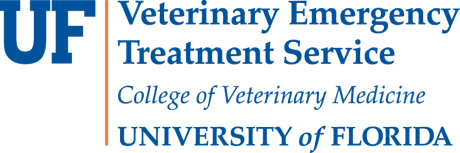 UF
Veterinary Emergency
Treatment Service
College of Veterinary Medicine
UNIVERSITY of FLORIDA